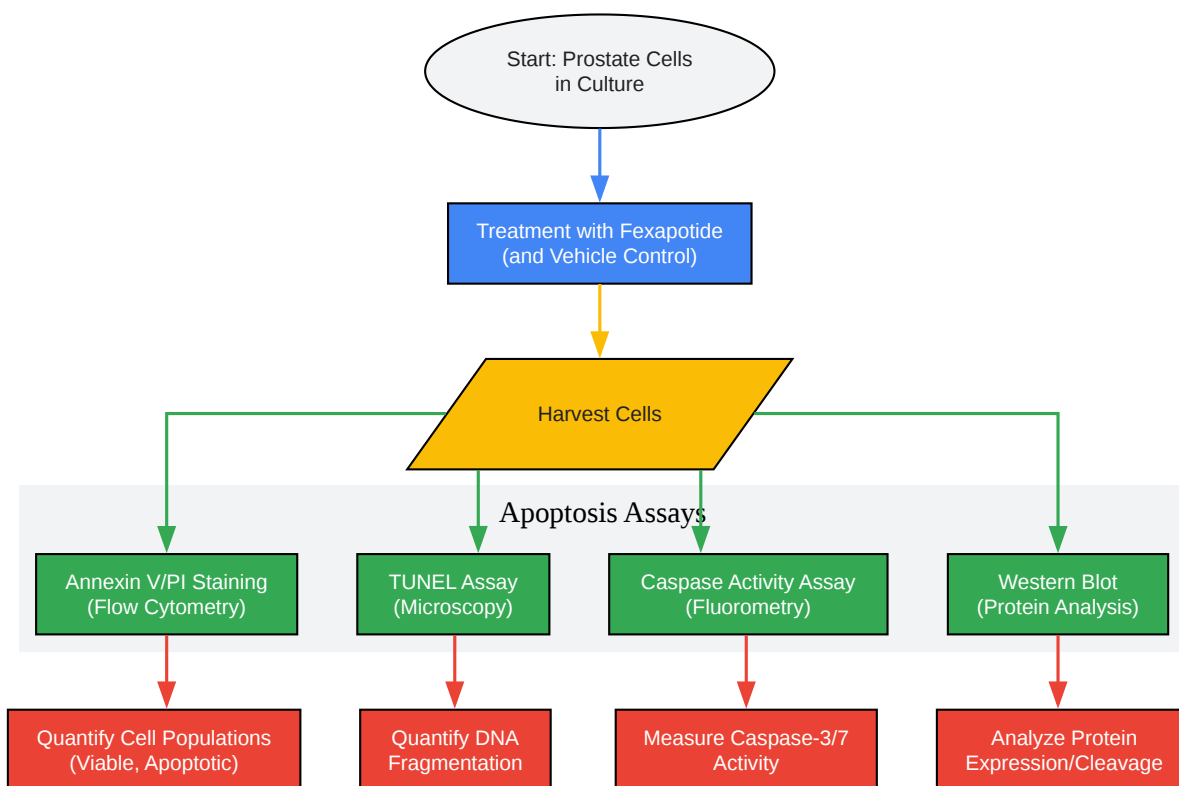 Start: Prostate Cells
in Culture
Treatment with Fexapotide
(and Vehicle Control)
Harvest Cells
Apoptosis Assays
Annexin V/PI Staining
(Flow Cytometry)
TUNEL Assay
(Microscopy)
Caspase Activity Assay
(Fluorometry)
Western Blot
(Protein Analysis)
Quantify Cell Populations
(Viable, Apoptotic)
Quantify DNA
Fragmentation
Measure Caspase-3/7
Activity
Analyze Protein
Expression/Cleavage